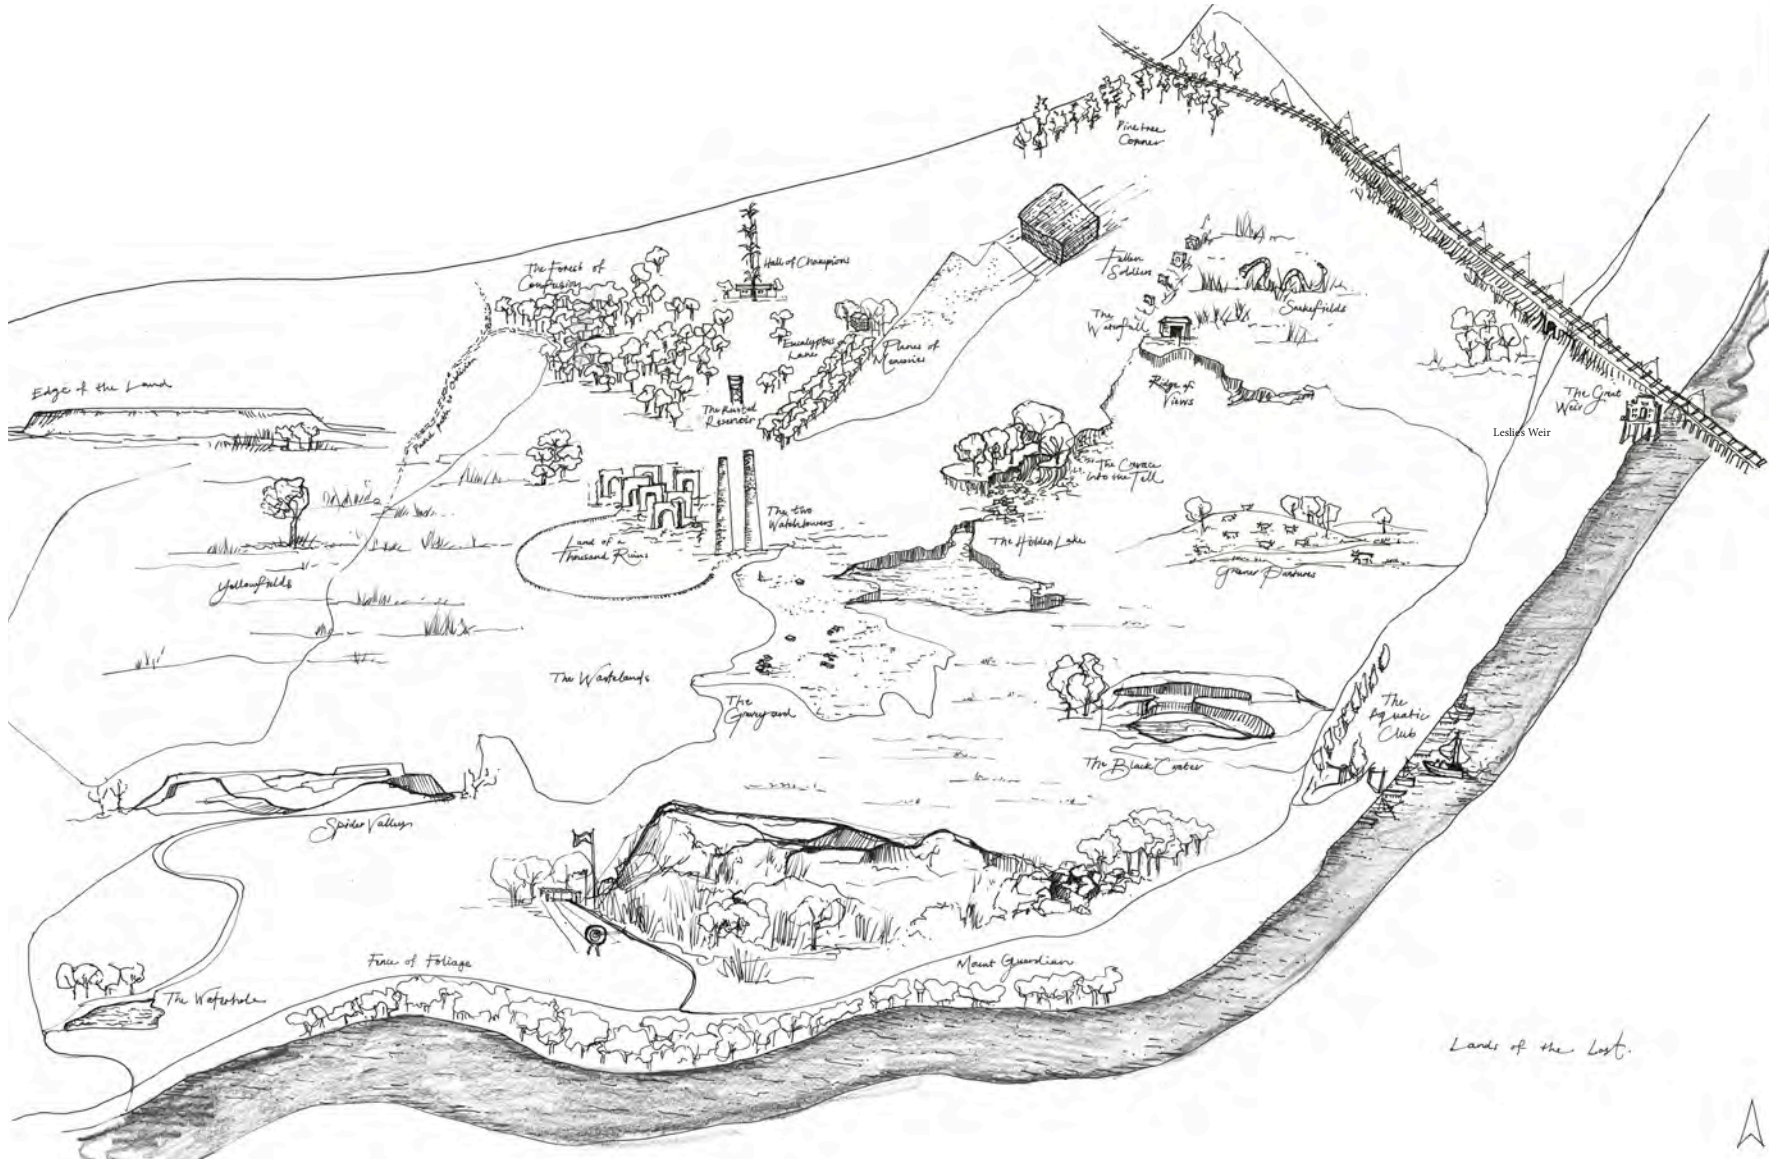 Pinetree
Corner
Hall of Champions
The Forest of
Confusion
Fallen
Soldiers
Snakefields
The
Waterfall
Eucalyptus
Lane
Planes of
Memories
Ridge of
Views
Edge of the Land
The Rusted
Reservoir
The Great
Weir
Leslie's Weir
The Crevace
into the Tell
The two
Watchtowers
Land of a
Thousand Ruins
The Hidden Lake
Greener Pastures
Yellowfields
The Wastelands
The
Graveyard
The
Aquatic
Club
The Black Crater
Spider Valley
Fence of Foliage
Mount Guardian
The Waterhole
Lands of the Lost.